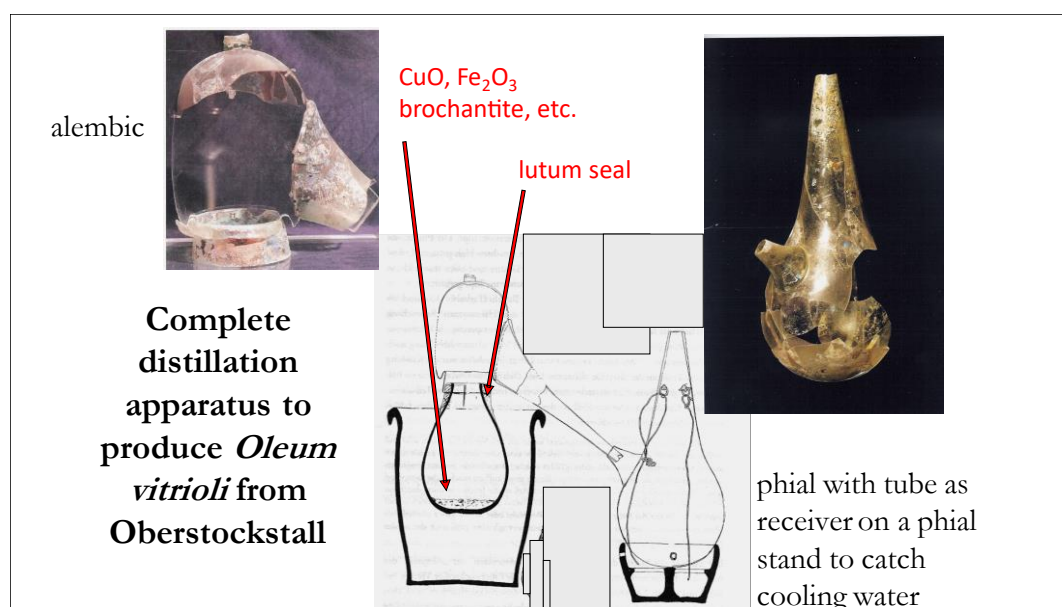 alembic
CuO, Fe₂O₃
brochantite, etc.
lutum seal
Complete
distillation
apparatus to
produce Oleum
vitrioli from
Oberstockstall
phial with tube as
receiver on a phial
stand to catch
cooling water